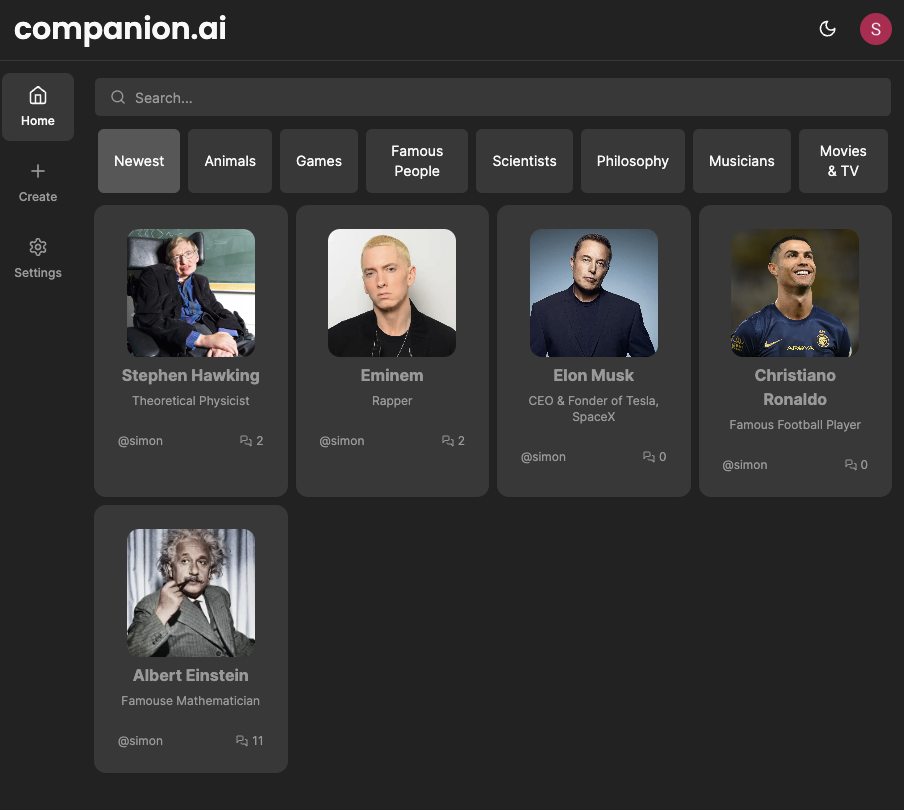 companion.ai
S
Home
Create
Settings
Search...
Newest
Animals
Games
Famous
People
Scientists
Philosophy
Musicians
Movies
& TV
Stephen Hawking
Theoretical Physicist
@simon
2
Eminem
Rapper
@simon
2
Elon Musk
CEO & Fonder of Tesla,
SpaceX
@simon
0
Christiano
Ronaldo
Famous Football Player
@simon
0
Albert Einstein
Famouse Mathematician
@simon
11